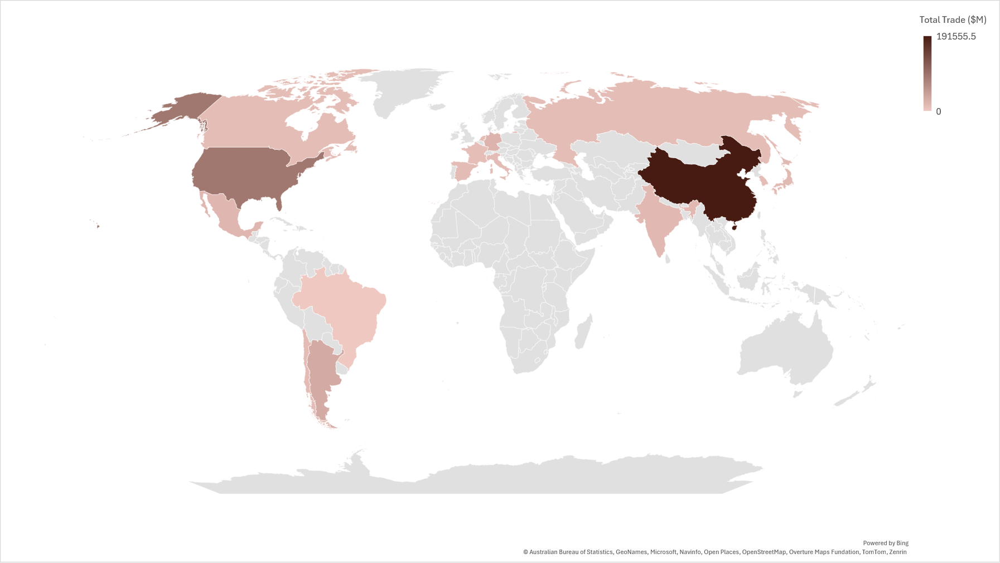 Total Trade ($M)
191555.5
0
Powered by Bing
© Australian Bureau of Statistics, GeoNames, Microsoft, Navinfo, Open Places, OpenStreetMap, Overture Maps Fundation, TomTom, Zenrin